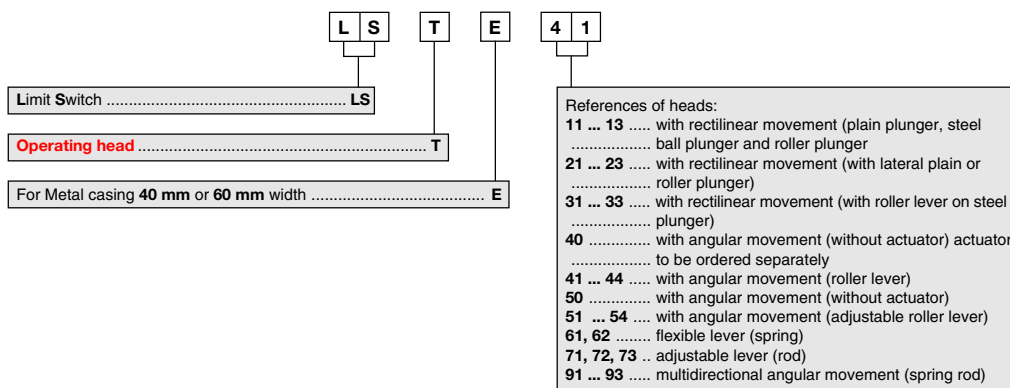 L S T E 4 1
Limit Switch ...................................................... LS
Operating head ................................................................. T
For Metal casing 40 mm or 60 mm width ....................................... E
References of heads:
11 ... 13 ..... with rectilinear movement (plain plunger, steel
.................. ball plunger and roller plunger
21 ... 23 ..... with rectilinear movement (with lateral plain or
.................. roller plunger)
31 ... 33 ..... with rectilinear movement (with roller lever on steel
.................. plunger)
40 .............. with angular movement (without actuator) actuator
.................. to be ordered separately
41 ... 44 ..... with angular movement (roller lever)
50 .............. with angular movement (without actuator)
51 ... 54 .... with angular movement (adjustable roller lever)
61, 62 ........ flexible lever (spring)
71, 72, 73 .. adjustable lever (rod)
91 ... 93 ..... multidirectional angular movement (spring rod)